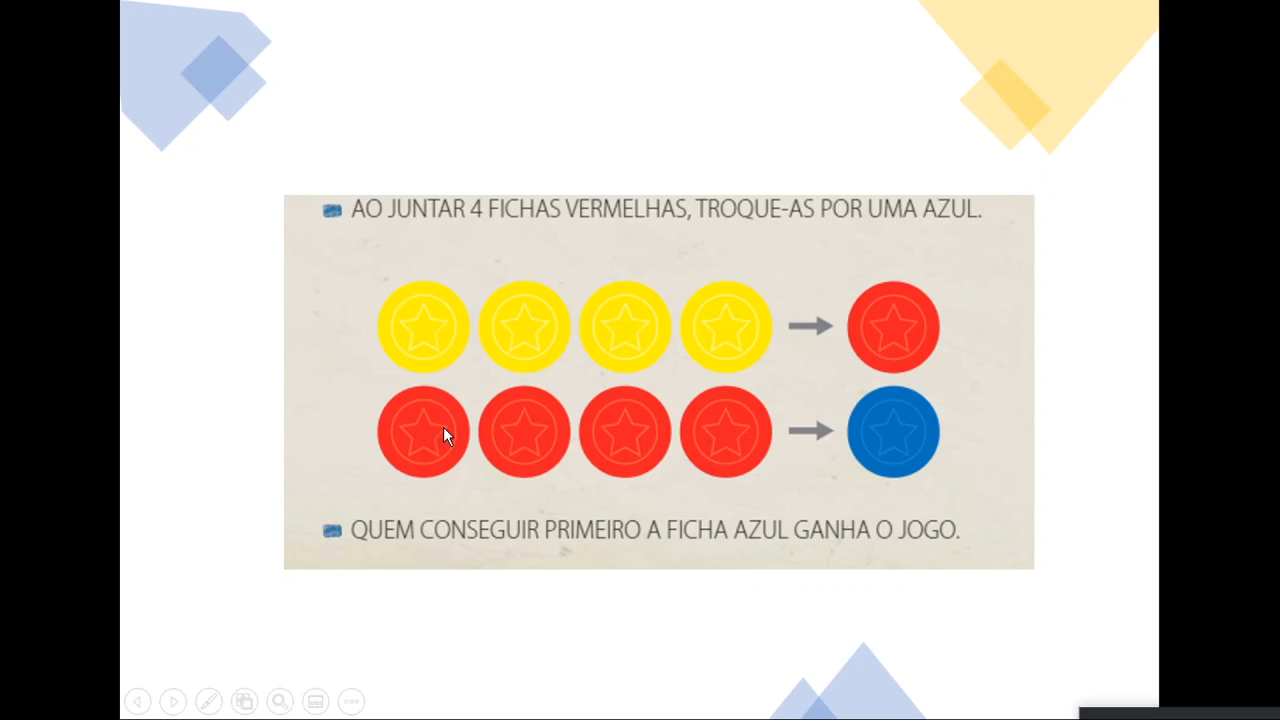 AO JUNTAR 4 FICHAS VERMELHAS, TROQUE-AS POR UMA AZUL.
QUEM CONSEGUIR PRIMEIRO A FICHA AZUL GANHA O JOGO.